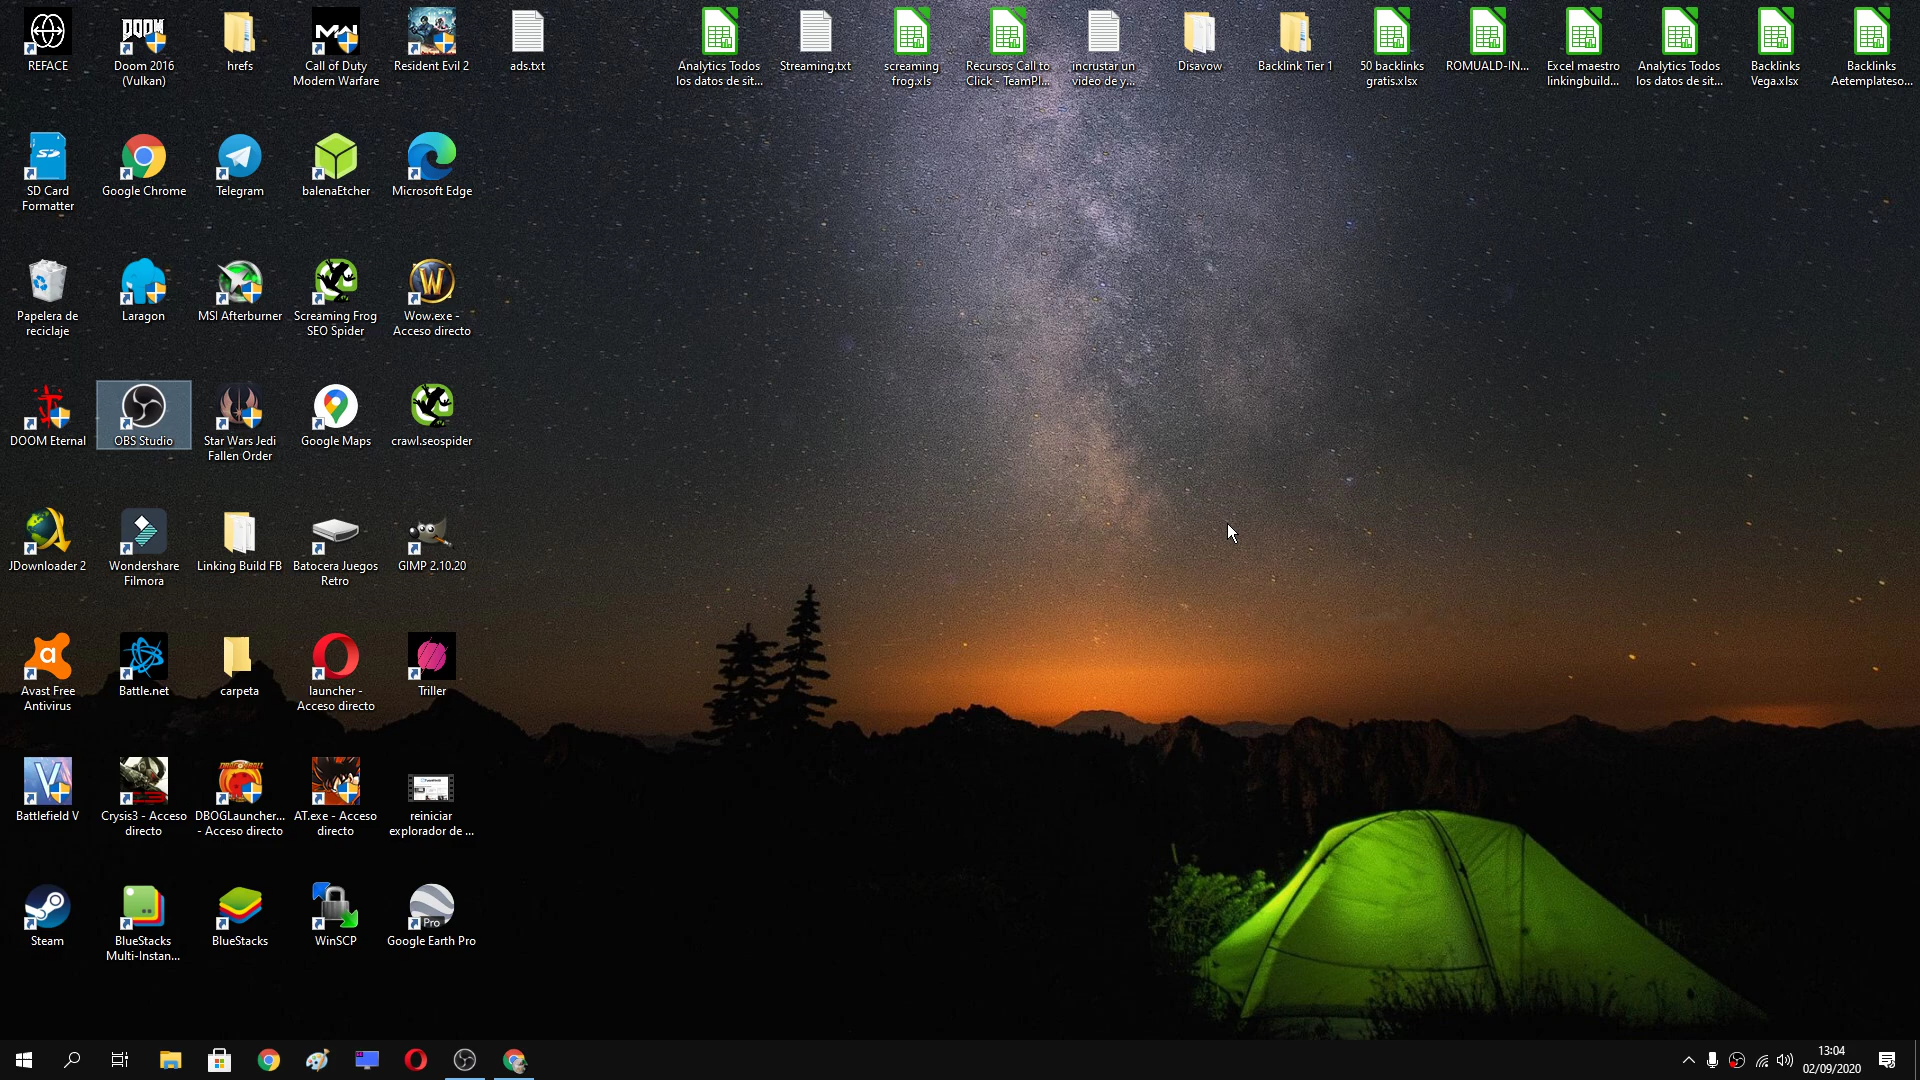 REFACE
Doom 2016
(Vulkan)
hrefs
Call of Duty
Modern Warfare
Resident Evil 2
ads.txt
Analytics Todos
los datos de sit...
Streaming.txt
screaming
frog.xls
Recursos Call to
Click - TeamPl...
incrustar un
video de y...
Disavow
Backlink Tier 1
50 backlinks
gratis.xlsx
ROMUALD-IN...
Excel maestro
linkingbuild...
Analytics Todos
los datos de sit...
Backlinks
Vega.xlsx
Backlinks
Aetemplateso...
SD Card
Formatter
Google Chrome
Telegram
balenaEtcher
Microsoft Edge
Papelera de
reciclaje
Laragon
MSI Afterburner
Screaming Frog
SEO Spider
Wow.exe -
Acceso directo
DOOM Eternal
OBS Studio
Star Wars Jedi
Fallen Order
Google Maps
crawl.seospider
JDownloader 2
Wondershare
Filmora
Linking Build FB
Batocera Juegos
Retro
GIMP 2.10.20
Avast Free
Antivirus
Battle.net
carpeta
launcher -
Acceso directo
Triller
Battlefield V
Crysis3 - Acceso
directo
DBOGLauncher...
- Acceso directo
AT.exe - Acceso
directo
reiniciar
explorador de ...
Steam
BlueStacks
Multi-Instan...
BlueStacks
WinSCP
Pro
Google Earth Pro
13:04
02/09/2020